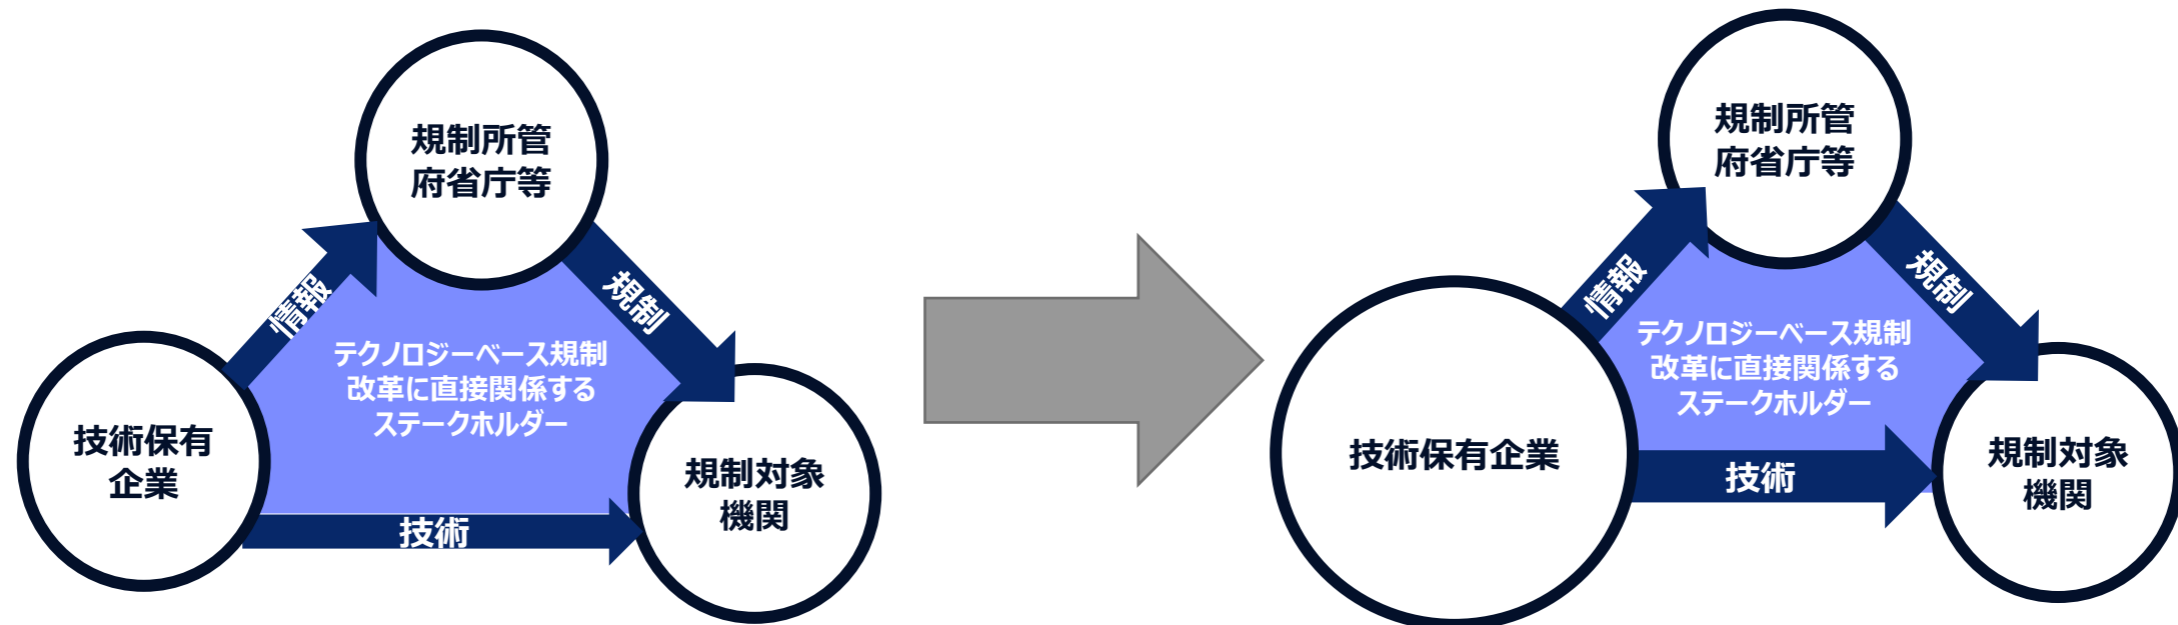 規制所管
府省庁等
情報
規制
テクノロジーベース規制
改革に直接関係する
ステークホルダー
技術保有
企業
規制対象
機関
技術
規制所管
府省庁等
情報
規制
テクノロジーベース規制
改革に直接関係する
ステークホルダー
技術保有企業
規制対象
機関
技術